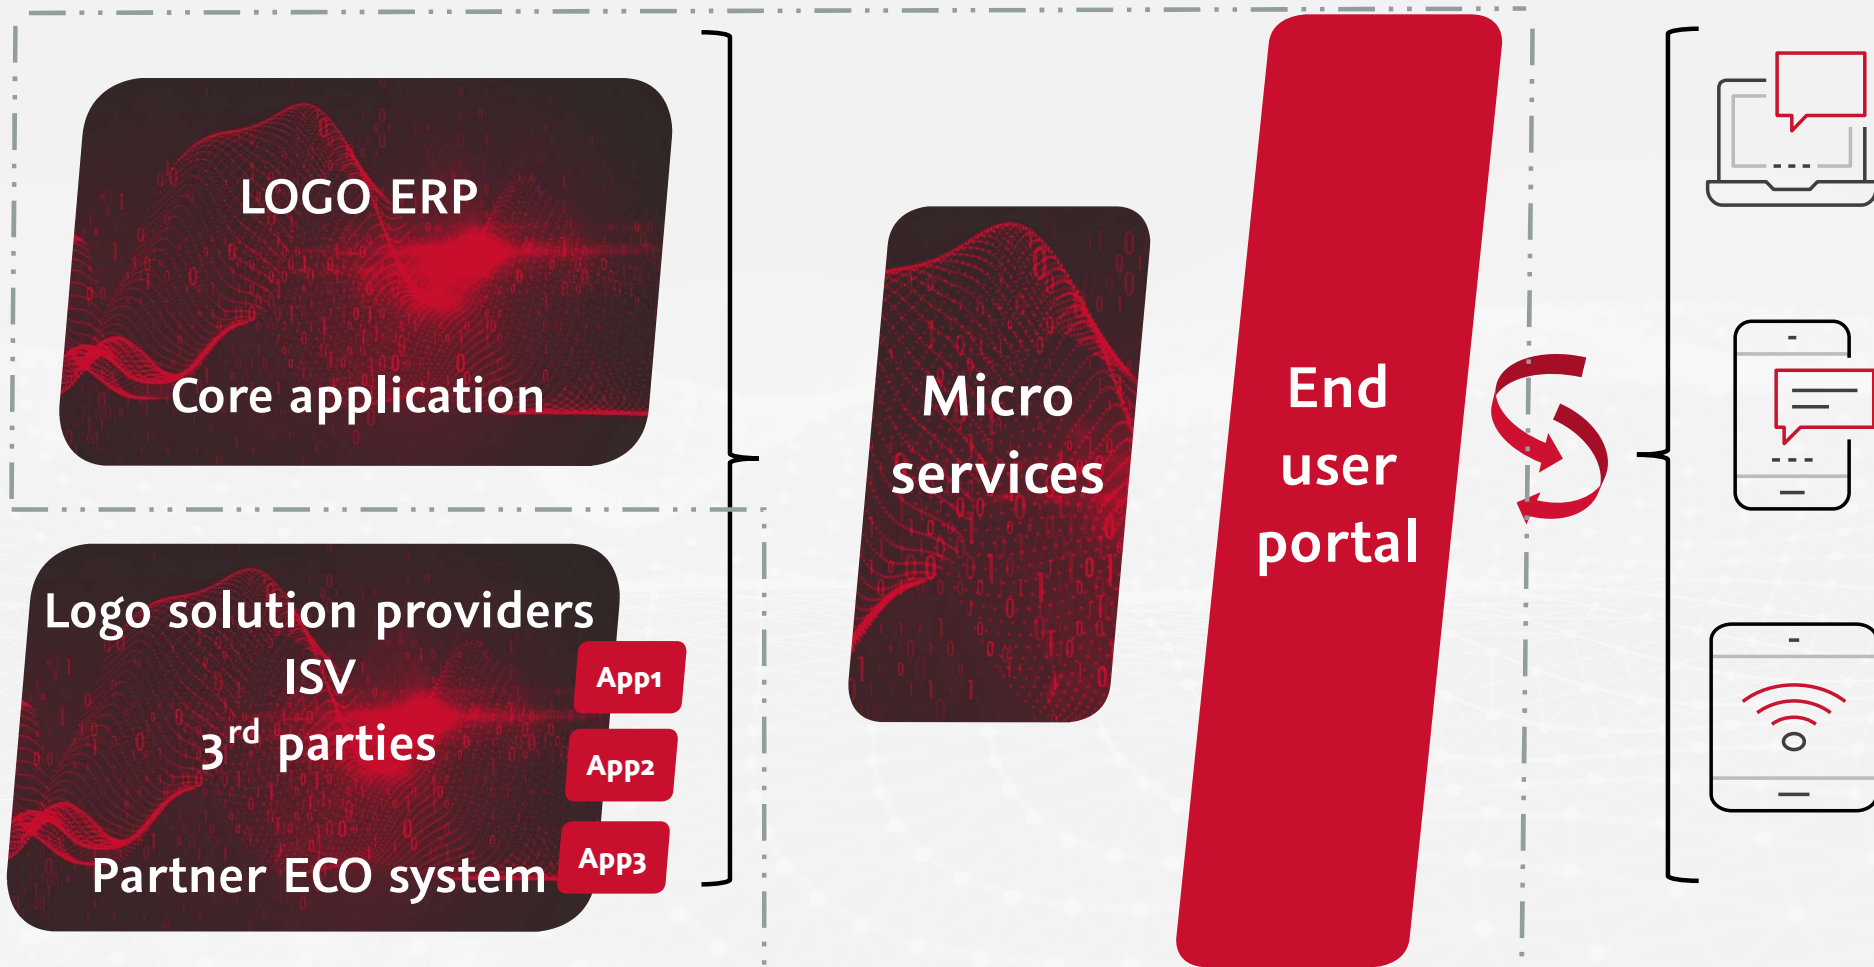 LOGO ERP
Core application
Logo solution providers
ISV
3rd parties
Partner ECO system
App1
App2
App3
Micro
services
End
user
portal